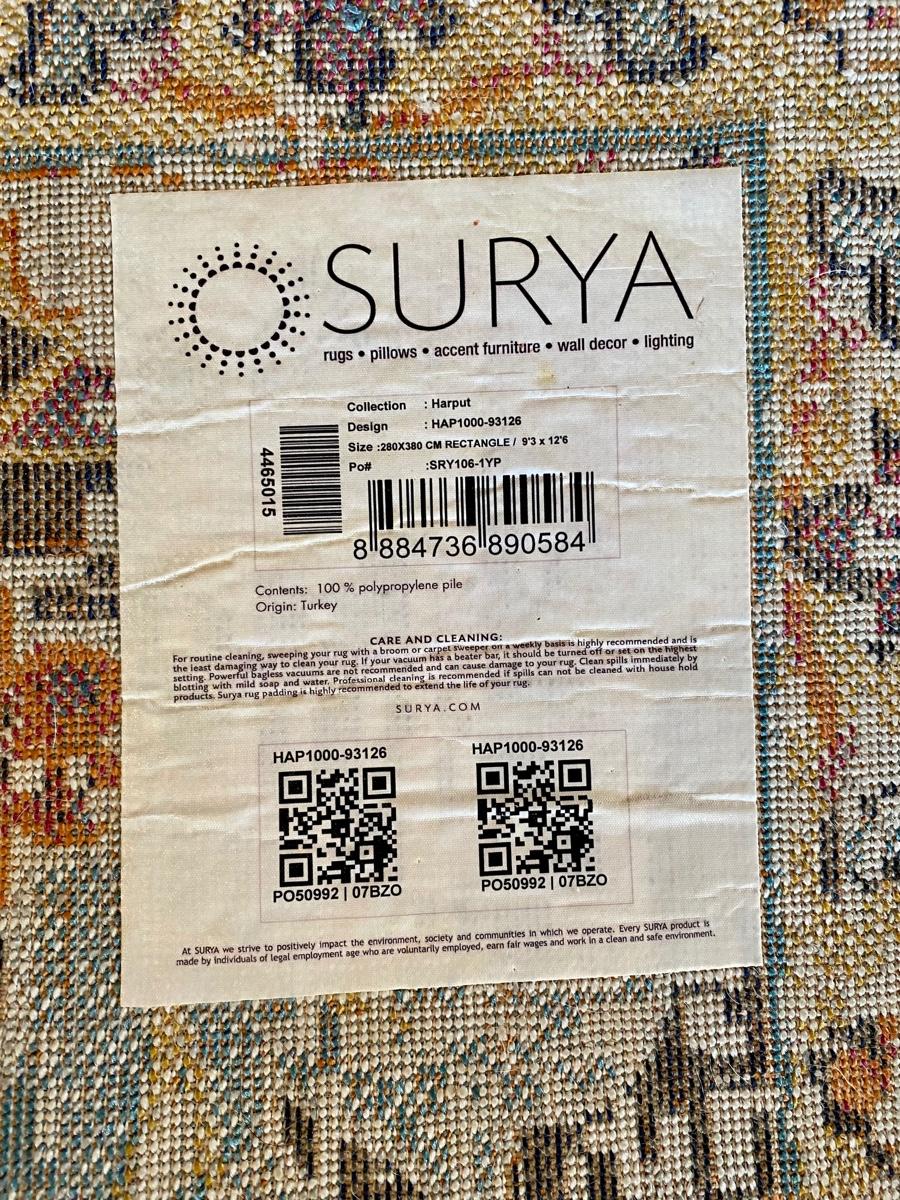 SURYA
rugs • pillows • accent furniture • wall decor • lighting
Collection : Harput
Design : HAP1000-93126
Size :280X380 CM RECTANGLE / 9'3 x 12'6
Po# :SRY106-1YP
4465015
8 884736 890584
Contents: 100 % polypropylene pile
Origin: Turkey
CARE AND CLEANING:
For routine cleaning, sweeping your rug with a broom or carpet sweeper on a weekly basis is highly recommended and is
the least damaging way to clean your rug. If your vacuum has a beater bar, it should be turned off or set on the highest
setting. Powerful bagless vacuums are not recommended and can cause damage to your rug. Clean spills immediately by
blotting with mild soap and water. Professional cleaning is recommended if spills can not be cleaned with house hold
products. Surya rug padding is highly recommended to extend the life of your rug.
SURYA.COM
HAP1000-93126
PO50992 | 07BZO
HAP1000-93126
PO50992 | 07BZO
At SURYA we strive to positively impact the environment, society and communities in which we operate. Every SURYA product is
made by individuals of legal employment age who are voluntarily employed, earn fair wages and work in a clean and safe environment.